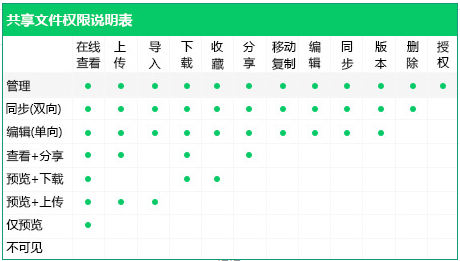 共享文件权限说明表
在线查看 上传 导入 下载 收藏 分享 移动复制 编辑 同步 版本 删除 授权
管理 ● ● ● ● ● ● ● ● ● ● ● ●
同步(双向) ● ● ● ● ● ● ● ● ● ● ●
编辑(单向) ● ● ● ● ● ● ● ● ● ●
查看+分享 ● ● ● ●
预览+下载 ● ● ●
预览+上传 ● ● ●
仅预览 ●
不可见